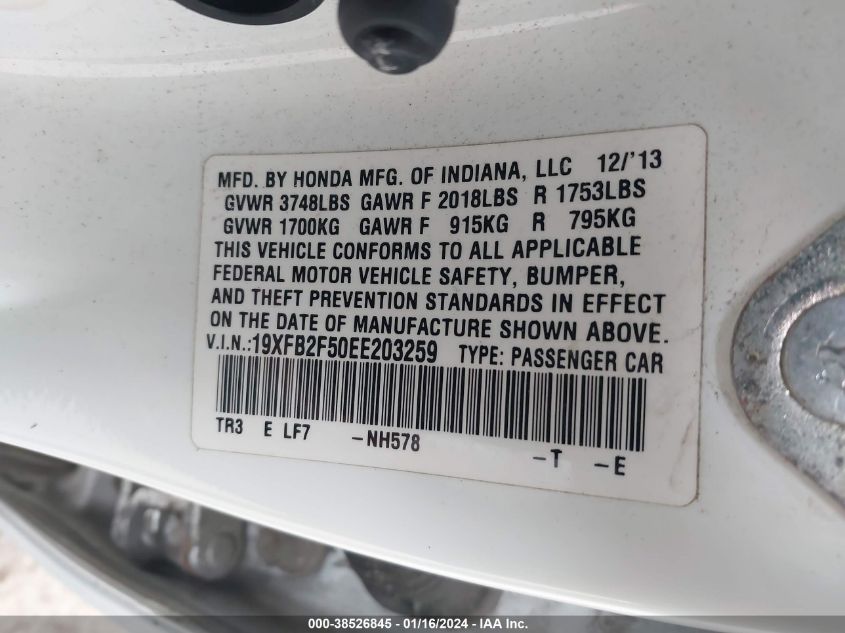 MFD. BY HONDA MFG. OF INDIANA, LLC 12/'13
GVWR 3748LBS GAWR F 2018LBS R 1753LBS
GVWR 1700KG GAWR F 915KG R 795KG
THIS VEHICLE CONFORMS TO ALL APPLICABLE
FEDERAL MOTOR VEHICLE SAFETY, BUMPER,
AND THEFT PREVENTION STANDARDS IN EFFECT
ON THE DATE OF MANUFACTURE SHOWN ABOVE.
V.I.N.:19XFB2F50EE203259 TYPE: PASSENGER CAR
TR3 E LF7 -NH578 -T -E
000-38526845 - 01/16/2024 - IAA Inc.